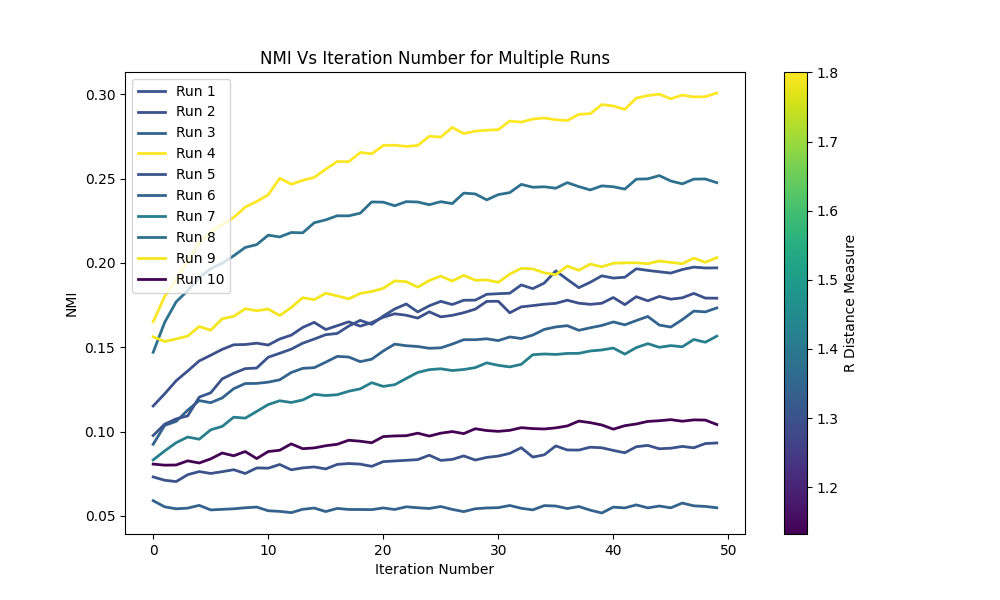 NMI Vs Iteration Number for Multiple Runs
NMI
0.30
0.25
0.20
0.15
0.10
0.05
Run 1
Run 2
Run 3
Run 4
Run 5
Run 6
Run 7
Run 8
Run 9
Run 10
0
10
20
30
40
50
Iteration Number
1.8
1.7
1.6
1.5
1.4
1.3
1.2
R Distance Measure